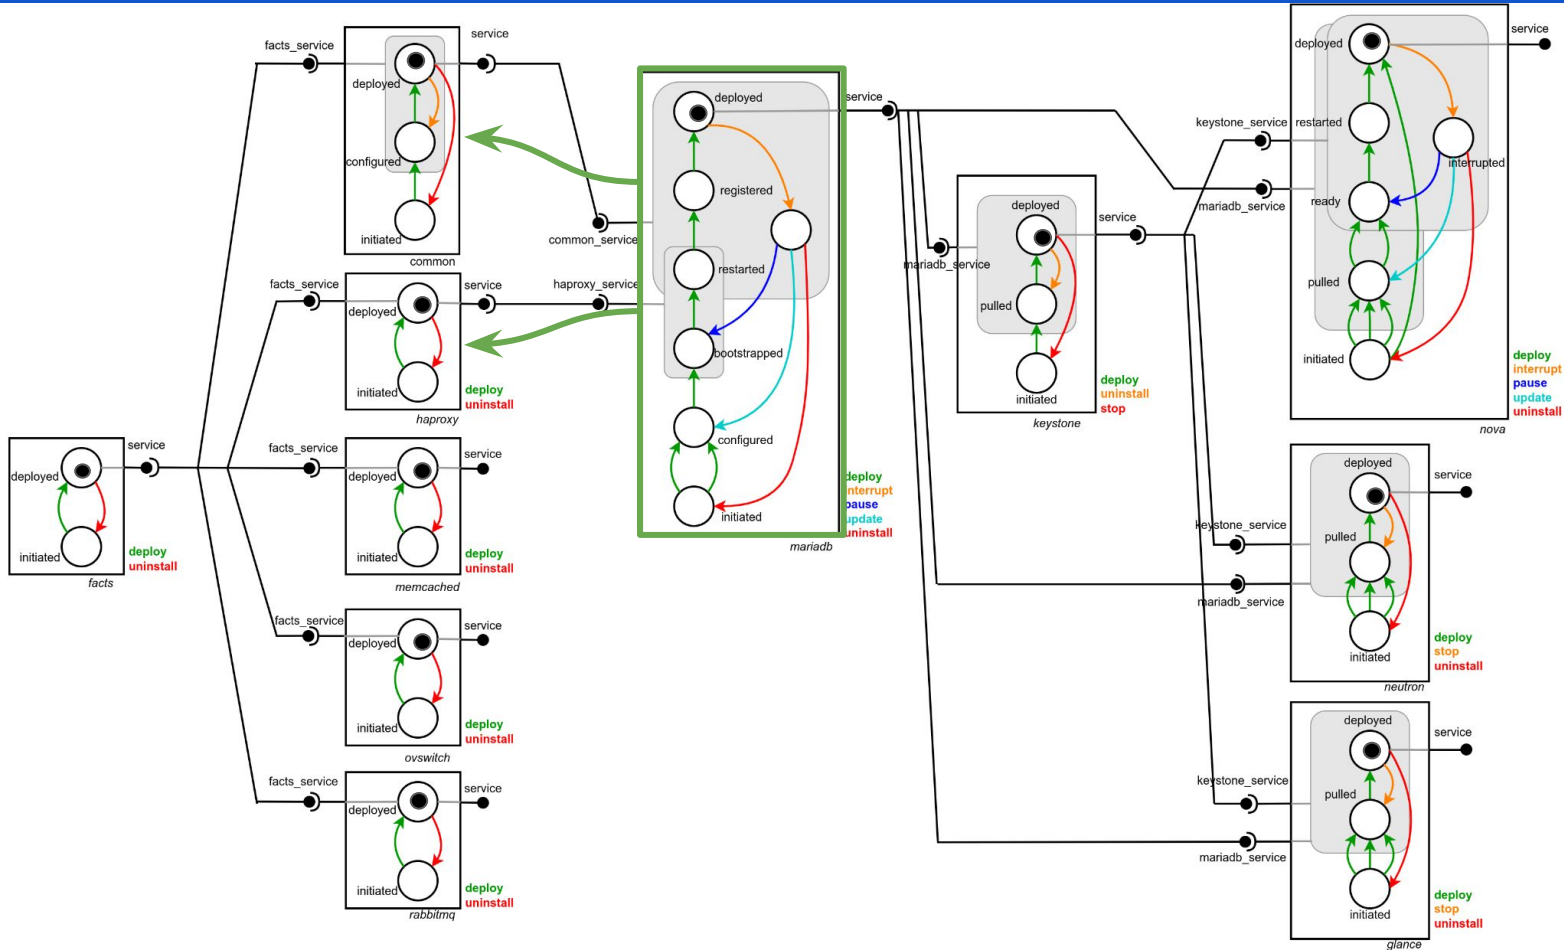 facts_service
service
deployed
configured
initiated
common
facts_service
service
deployed
initiated
deploy
uninstall
haproxy
service
deployed
initiated
deploy
uninstall
facts
facts_service
service
deployed
initiated
deploy
uninstall
memcached
facts_service
service
deployed
initiated
deploy
uninstall
ovswitch
facts_service
service
deployed
initiated
deploy
uninstall
rabbitmq
common_service
haproxy_service
deployed
registered
restarted
bootstrapped
configured
initiated
service
deploy
interrupt
pause
update
uninstall
mariadb
mariadb_service
deployed
pulled
initiated
service
deploy
uninstall
stop
keystone
keystone_service
mariadb_service
deployed
restarted
interrupted
ready
pulled
initiated
service
deploy
interrupt
pause
update
uninstall
nova
keystone_service
mariadb_service
deployed
pulled
initiated
service
deploy
stop
uninstall
neutron
keystone_service
mariadb_service
deployed
pulled
initiated
service
deploy
stop
uninstall
glance